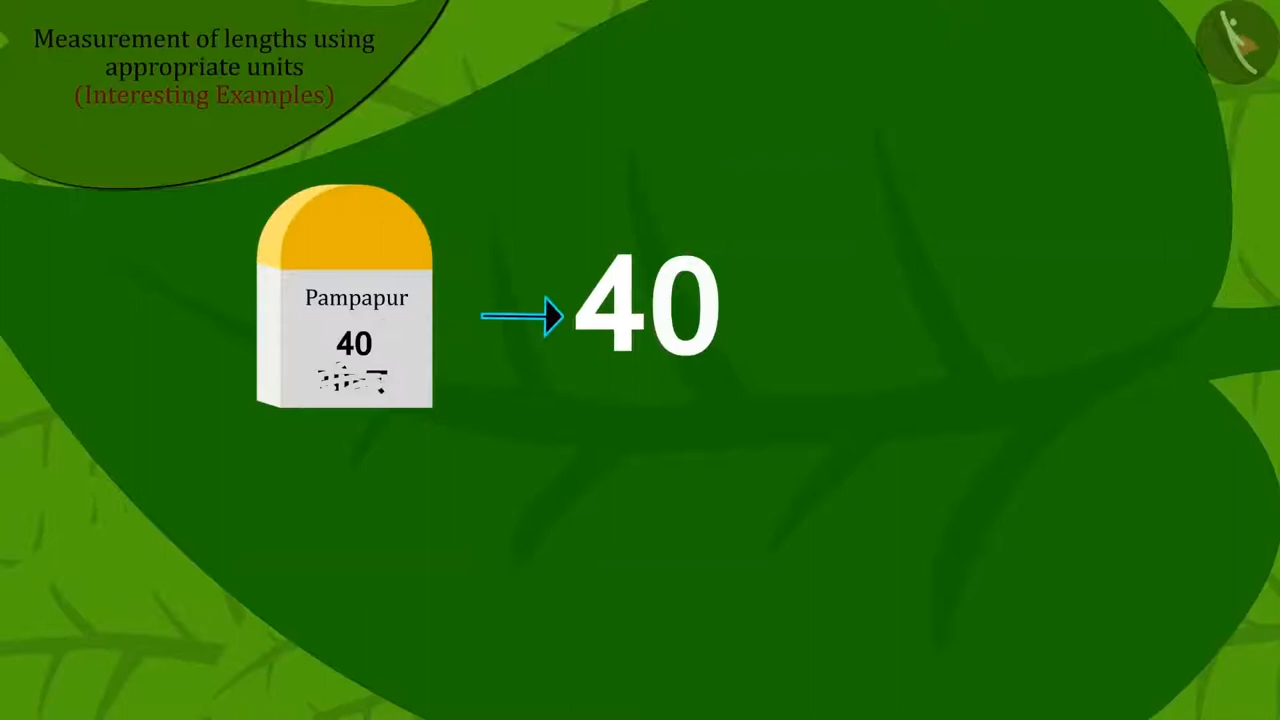 Measurement of lengths using
appropriate units
(Interesting Examples)
Pampapur
40
40